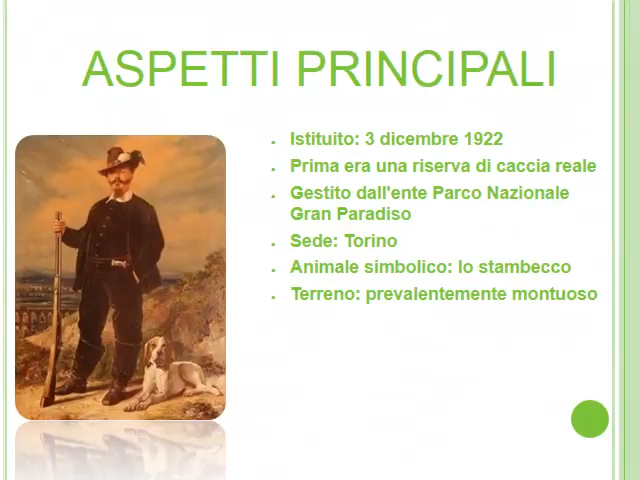 ASPETTI PRINCIPALI
Istituito: 3 dicembre 1922
Prima era una riserva di caccia reale
Gestito dall'ente Parco Nazionale
Gran Paradiso
Sede: Torino
Animale simbolico: lo stambecco
Terreno: prevalentemente montuoso